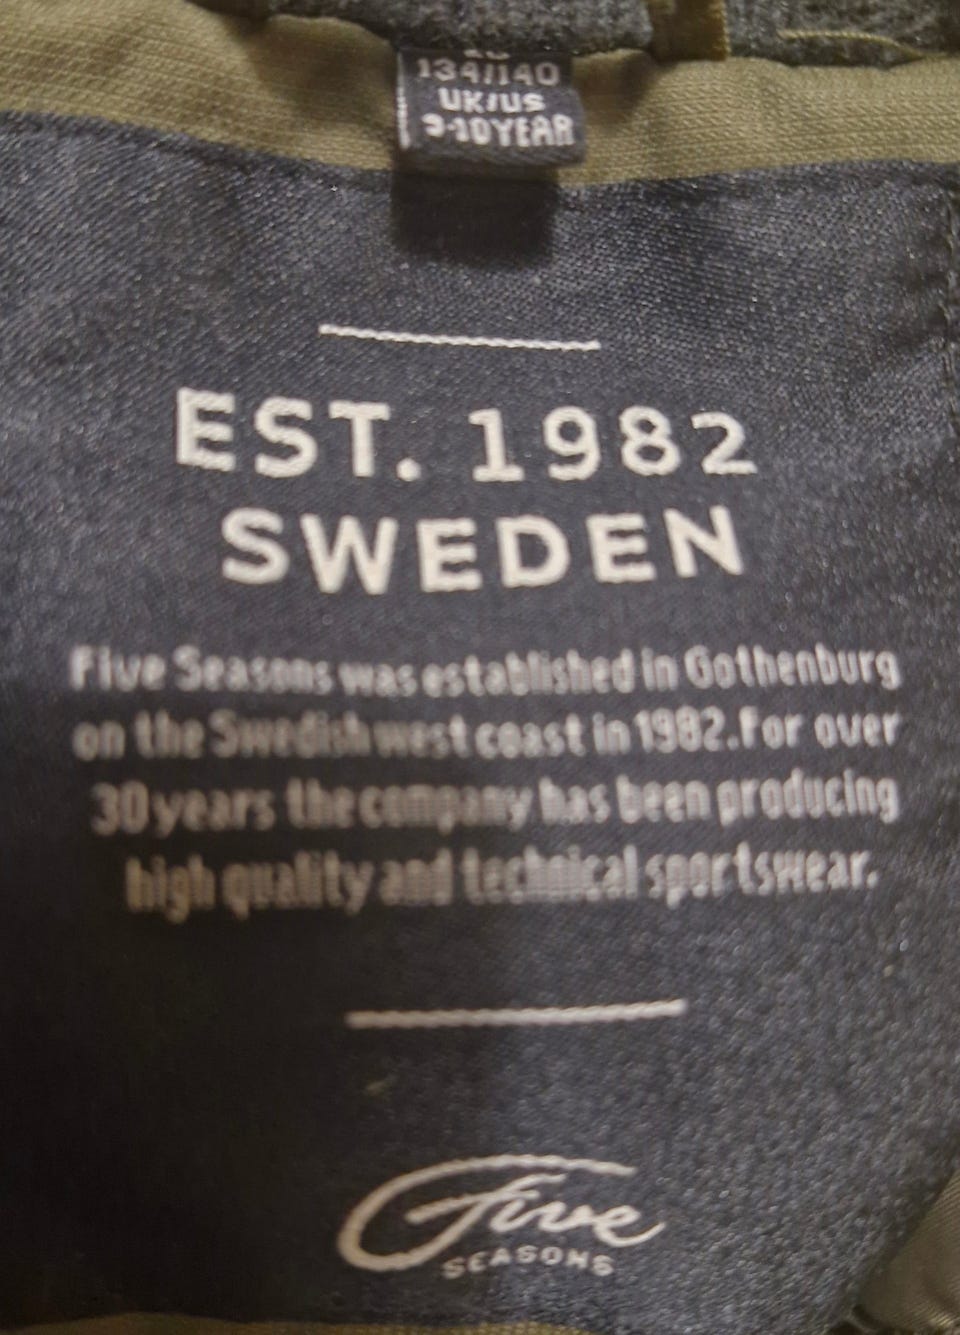 134/140
UK/US
9-10YEAR
EST. 1982
SWEDEN
Five Seasons was established in Gothenburg
on the Swedish west coast in 1982. For over
30 years the company has been producing
high quality and technical sportswear.
Five
SEASONS